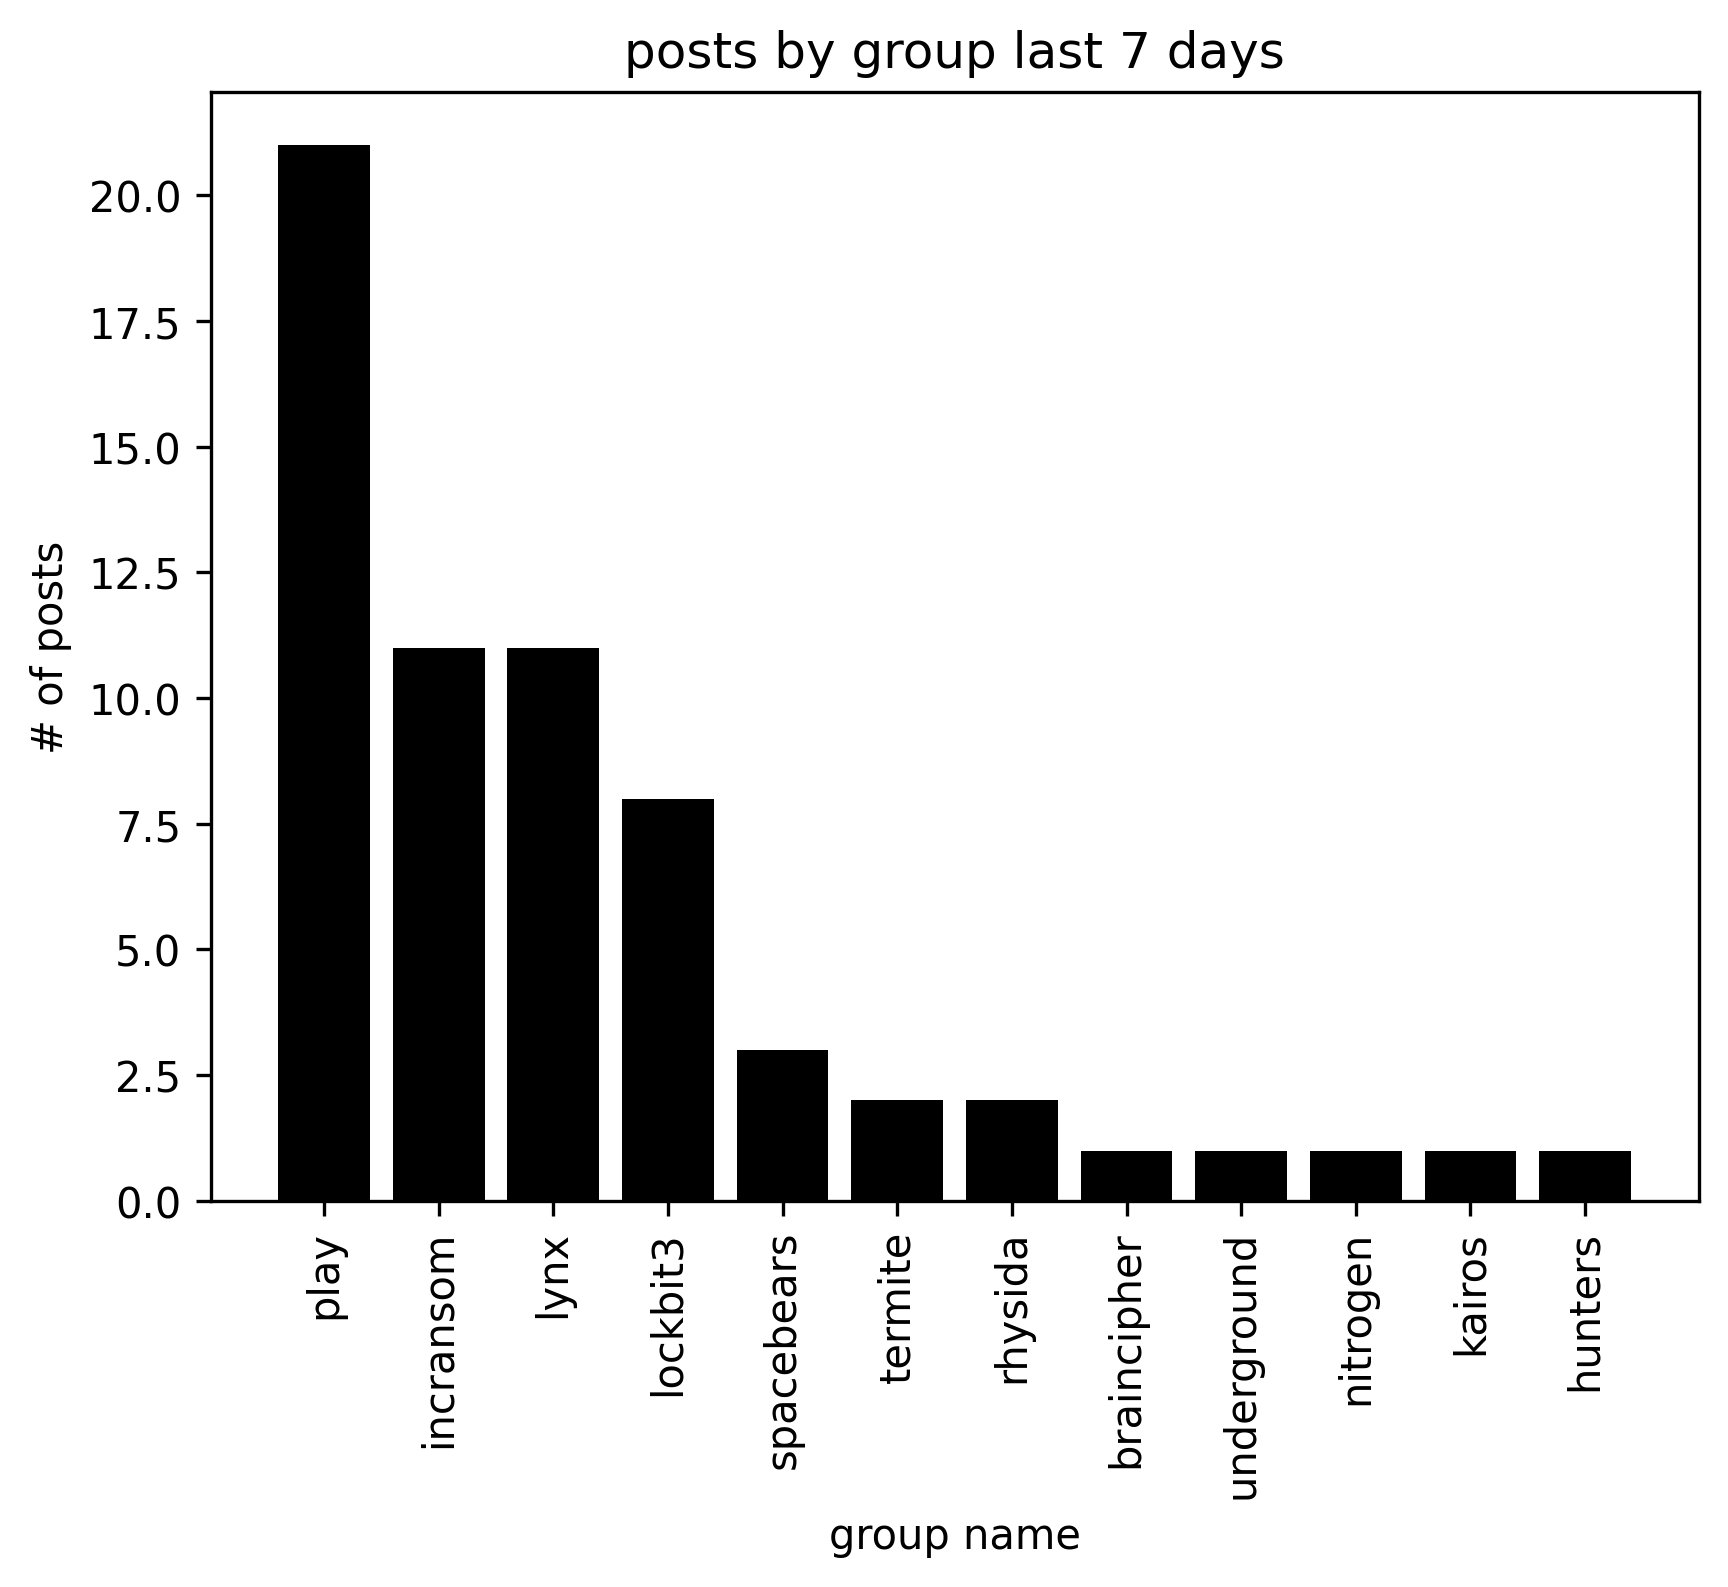 posts by group last 7 days
# of posts
20.0
17.5
15.0
12.5
10.0
7.5
5.0
2.5
0.0
play
incransom
lynx
lockbit3
spacebears
termite
rhysida
braincipher
underground
nitrogen
kairos
hunters
group name